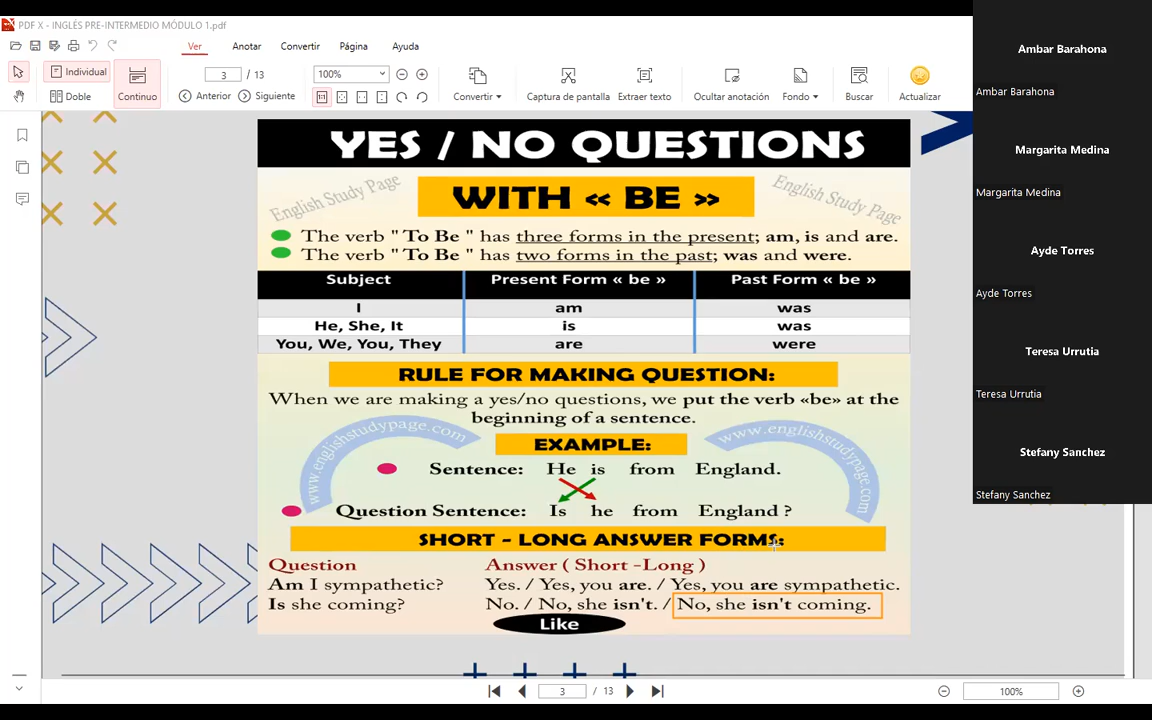 PDF X - INGLÉS PRE-INTERMEDIO MÓDULO 1.pdf
Ver Anotar Convertir Página Ayuda
Individual
Doble
Continuo
3 / 13
Anterior Siguiente
100%
Convertir
Captura de pantalla
Extraer texto
Ocultar anotación
Fondo
Buscar
Actualizar
YES / NO QUESTIONS
English Study Page
WITH « BE »
English Study Page
The verb " To Be " has three forms in the present; am, is and are.
The verb " To Be " has two forms in the past; was and were.
Subject Present Form « be » Past Form « be »
I am was
He, She, It is was
You, We, You, They are were
RULE FOR MAKING QUESTION:
When we are making a yes/no questions, we put the verb «be» at the
beginning of a sentence.
www.englishstudypage.com
www.englishstudypage.com
EXAMPLE:
Sentence: He is from England.
Question Sentence: Is he from England ?
SHORT - LONG ANSWER FORMS:
Question Answer ( Short -Long )
Am I sympathetic? Yes. / Yes, you are. / Yes, you are sympathetic.
Is she coming? No. / No, she isn't. / No, she isn't coming.
Like
3 / 13
100%
Ambar Barahona
Ambar Barahona
Margarita Medina
Margarita Medina
Ayde Torres
Ayde Torres
Teresa Urrutia
Teresa Urrutia
Stefany Sanchez
Stefany Sanchez